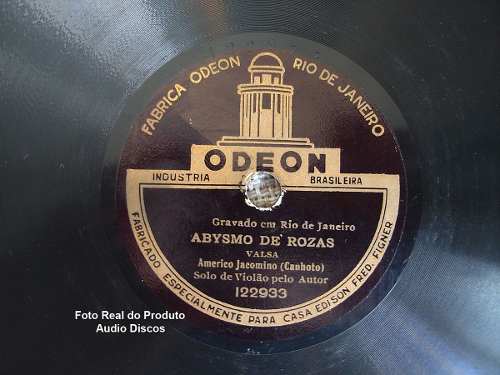 FABRICA ODEON RIO DE JANEIRO
ODEON
INDUSTRIA BRASILEIRA
Gravado em Rio de Janeiro
ABYSMO DE ROZAS
VALSA
Americo Jacomino (Canhoto)
Solo de Violão pelo Autor
122933
FABRICADO ESPECIALMENTE PARA CASA EDISON FRED. FIGNER
Foto Real do Produto
Audio Discos